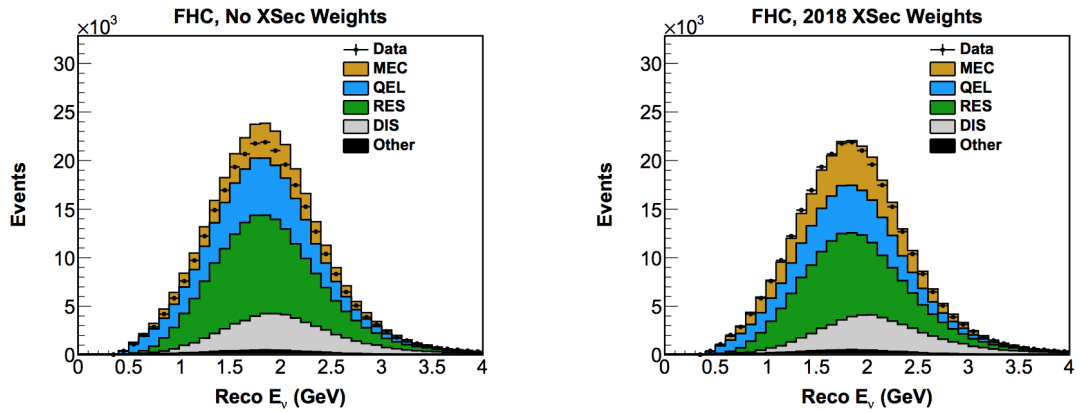 FHC, No XSec Weights
×10³
30
25
20
15
10
5
0
Events
Data
MEC
QEL
RES
DIS
Other
0 0.5 1 1.5 2 2.5 3 3.5 4
Reco Eν (GeV)
FHC, 2018 XSec Weights
×10³
30
25
20
15
10
5
0
Events
Data
MEC
QEL
RES
DIS
Other
0 0.5 1 1.5 2 2.5 3 3.5 4
Reco Eν (GeV)